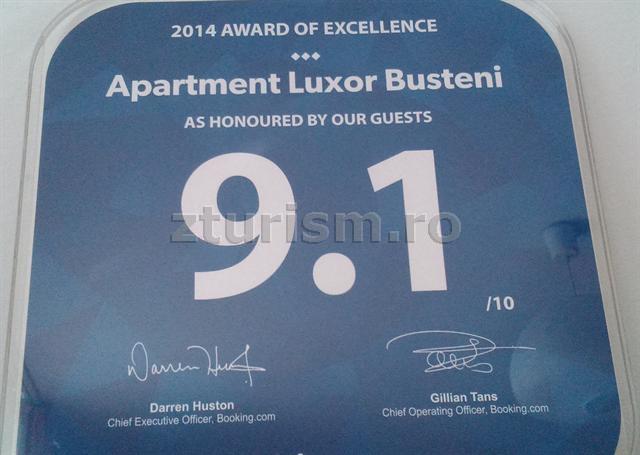 2014 AWARD OF EXCELLENCE
Apartment Luxor Busteni
AS HONOURED BY OUR GUESTS
9.1
zturism.ro
/10
Darren Huston
Chief Executive Officer, Booking.com
Gillian Tans
Chief Operating Officer, Booking.com